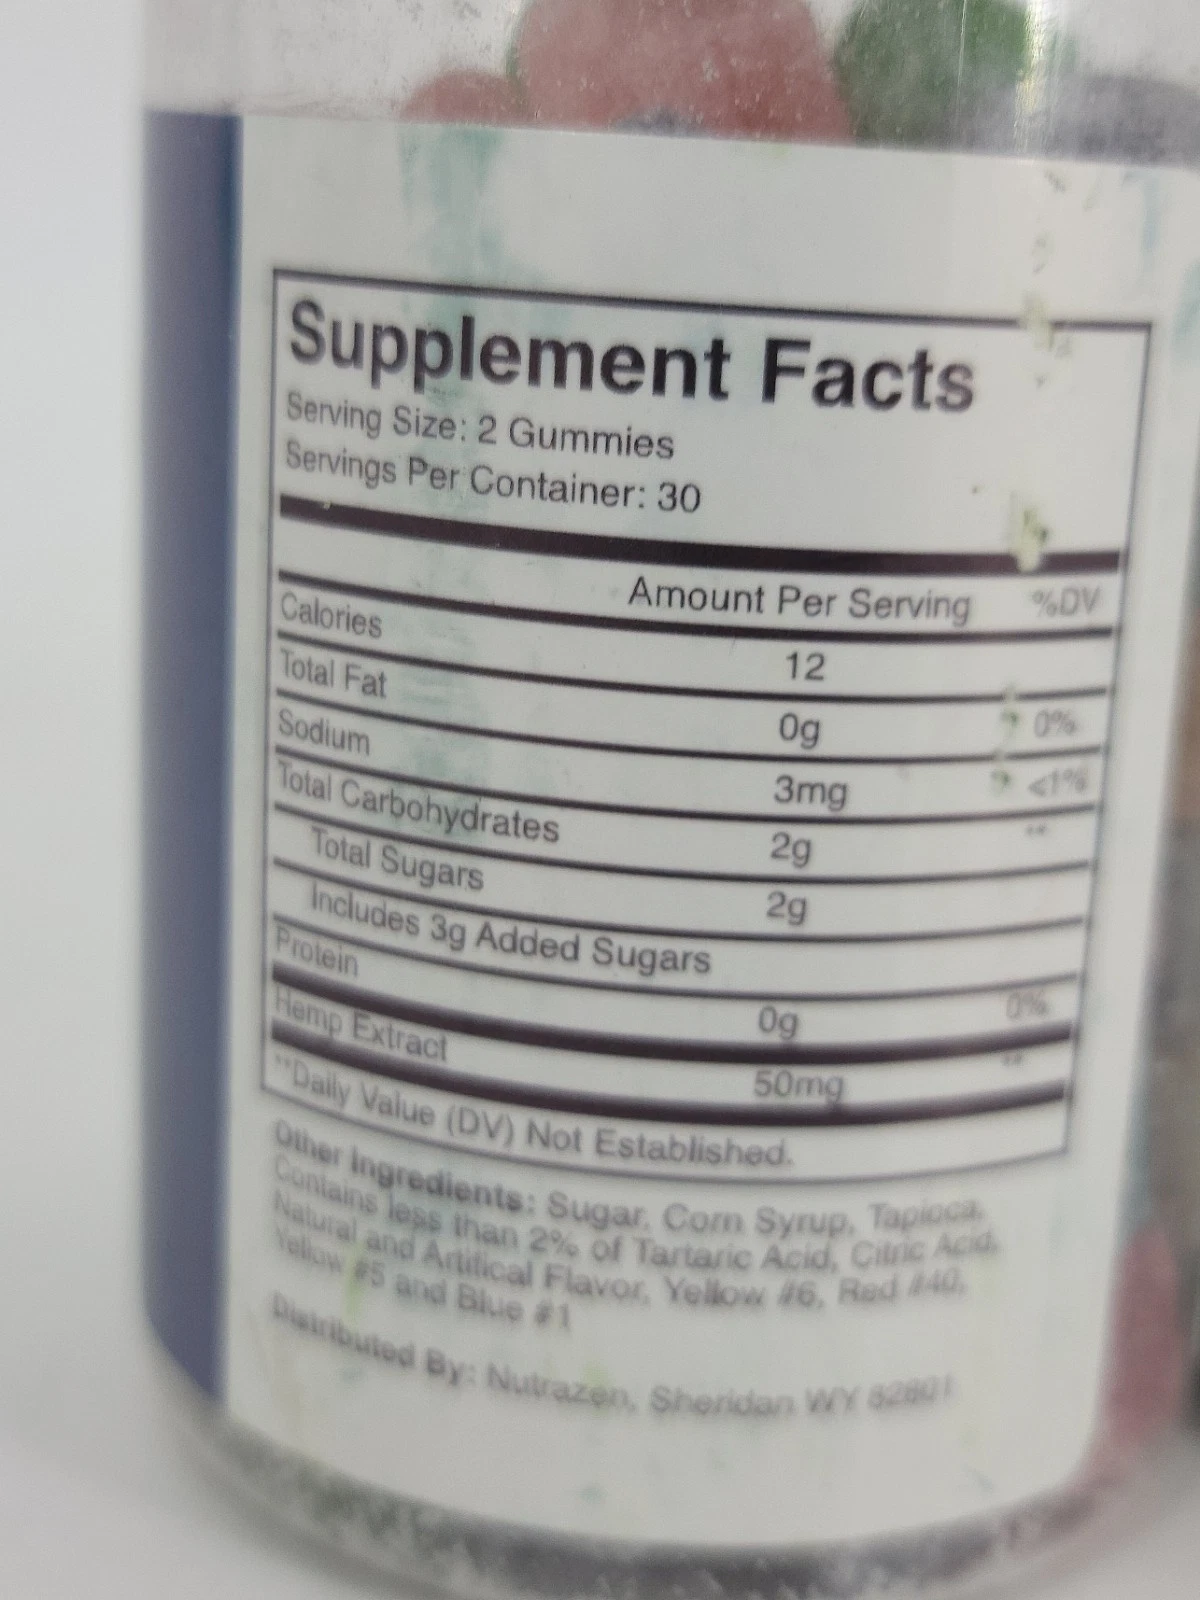 Supplement Facts
Serving Size: 2 Gummies
Servings Per Container: 30
Amount Per Serving %DV
Calories 12
Total Fat 0g 0%
Sodium 3mg <1%
Total Carbohydrates 2g **
Total Sugars 2g
Includes 3g Added Sugars
Protein 0g 0%
Hemp Extract 50mg **
**Daily Value (DV) Not Established.
Other Ingredients: Sugar, Corn Syrup, Tapioca,
Contains less than 2% of Tartaric Acid, Citric Acid,
Natural and Artifical Flavor, Yellow #6, Red #40,
Yellow #5 and Blue #1
Distributed By: Nutrazen, Sheridan WY 82801